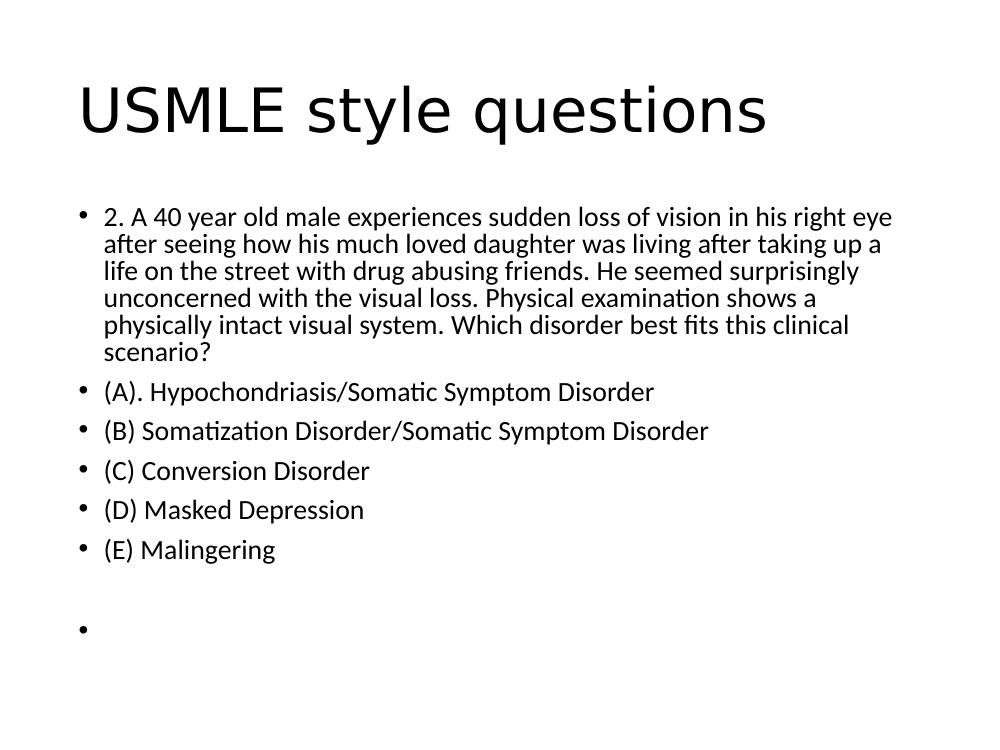 USMLE style questions
• 2. A 40 year old male experiences sudden loss of vision in his right eye
after seeing how his much loved daughter was living after taking up a
life on the street with drug abusing friends. He seemed surprisingly
unconcerned with the visual loss. Physical examination shows a
physically intact visual system. Which disorder best fits this clinical
scenario?
• (A). Hypochondriasis/Somatic Symptom Disorder
• (B) Somatization Disorder/Somatic Symptom Disorder
• (C) Conversion Disorder
• (D) Masked Depression
• (E) Malingering
•